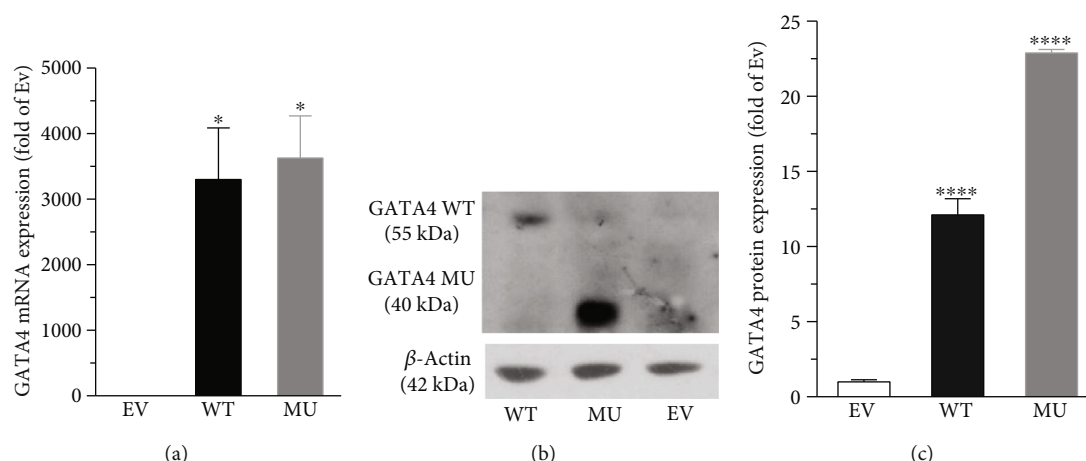 GATA4 mRNA expression (fold of Ev)
5000
4000
3000
2000
1000
0
*
*
EV WT MU
(a)
GATA4 WT
(55 kDa)
GATA4 MU
(40 kDa)
β-Actin
(42 kDa)
WT MU EV
(b)
GATA4 protein expression (fold of Ev)
25
20
15
10
5
0
****
****
EV WT MU
(c)